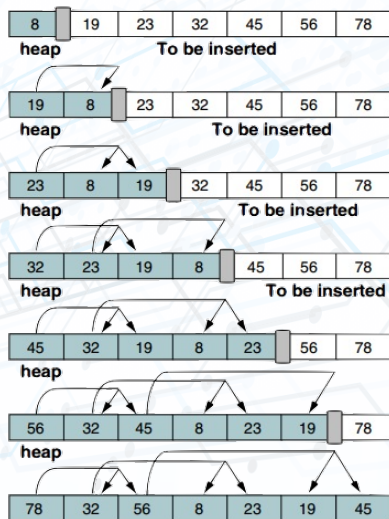 8 19 23 32 45 56 78
heap To be inserted
19 8 23 32 45 56 78
heap To be inserted
23 8 19 32 45 56 78
heap To be inserted
32 23 19 8 45 56 78
heap To be inserted
45 32 19 8 23 56 78
heap
56 32 45 8 23 19 78
heap
78 32 56 8 23 19 45